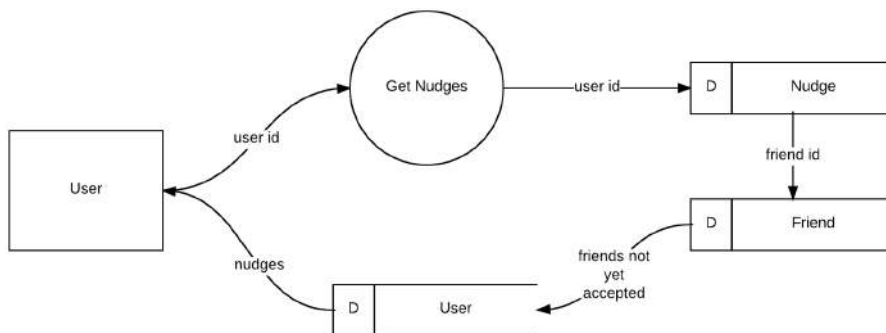 Get Nudges
user id
D
Nudge
user id
friend id
User
D
Friend
friends not
yet
accepted
nudges
D
User